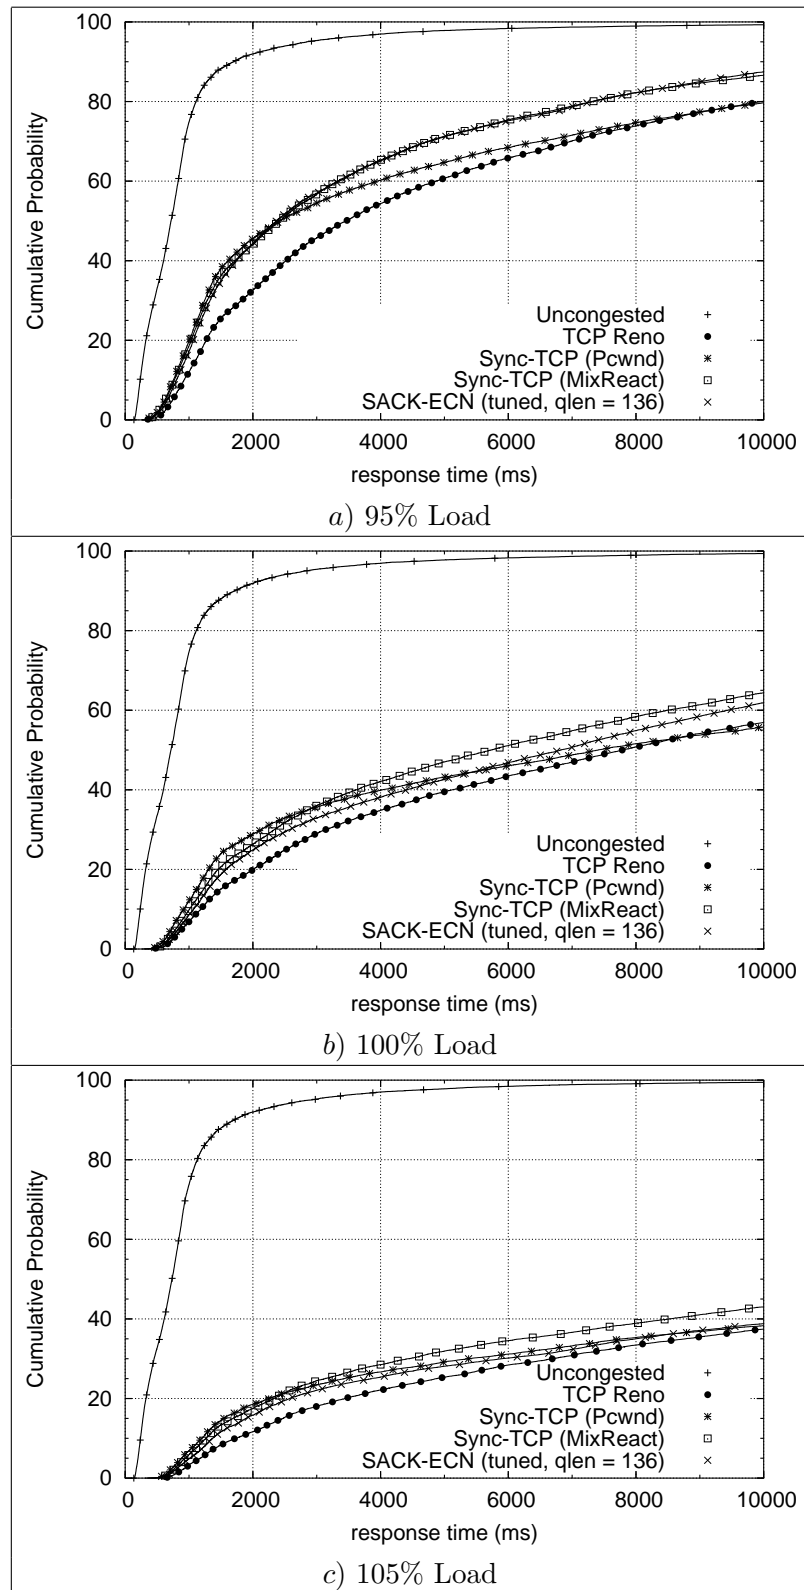 100
80
60
40
20
0
Cumulative Probability
Uncongested
TCP Reno
Sync-TCP (Pcwnd)
Sync-TCP (MixReact)
SACK-ECN (tuned, qlen = 136)
0 2000 4000 6000 8000 10000
response time (ms)
a) 95% Load
100
80
60
40
20
0
Cumulative Probability
Uncongested
TCP Reno
Sync-TCP (Pcwnd)
Sync-TCP (MixReact)
SACK-ECN (tuned, qlen = 136)
0 2000 4000 6000 8000 10000
response time (ms)
b) 100% Load
100
80
60
40
20
0
Cumulative Probability
Uncongested
TCP Reno
Sync-TCP (Pcwnd)
Sync-TCP (MixReact)
SACK-ECN (tuned, qlen = 136)
0 2000 4000 6000 8000 10000
response time (ms)
c) 105% Load